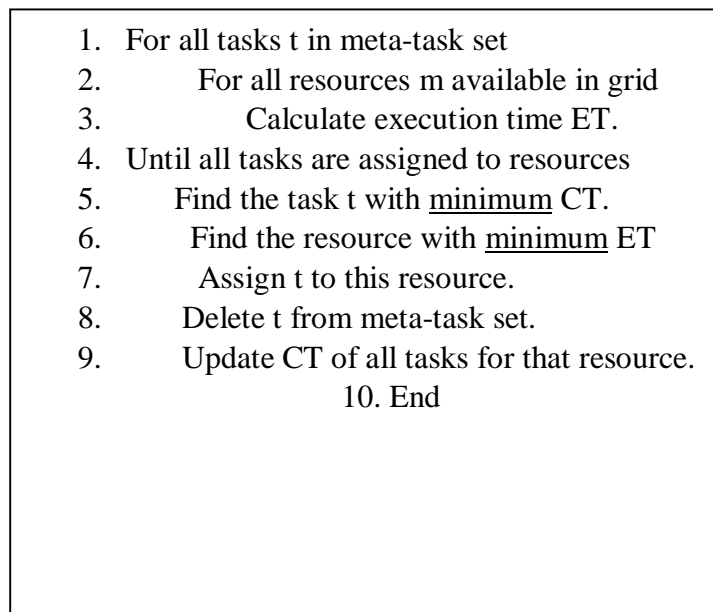 1. For all tasks t in meta-task set
2. For all resources m available in grid
3. Calculate execution time ET.
4. Until all tasks are assigned to resources
5. Find the task t with minimum CT.
6. Find the resource with minimum ET
7. Assign t to this resource.
8. Delete t from meta-task set.
9. Update CT of all tasks for that resource.
10. End